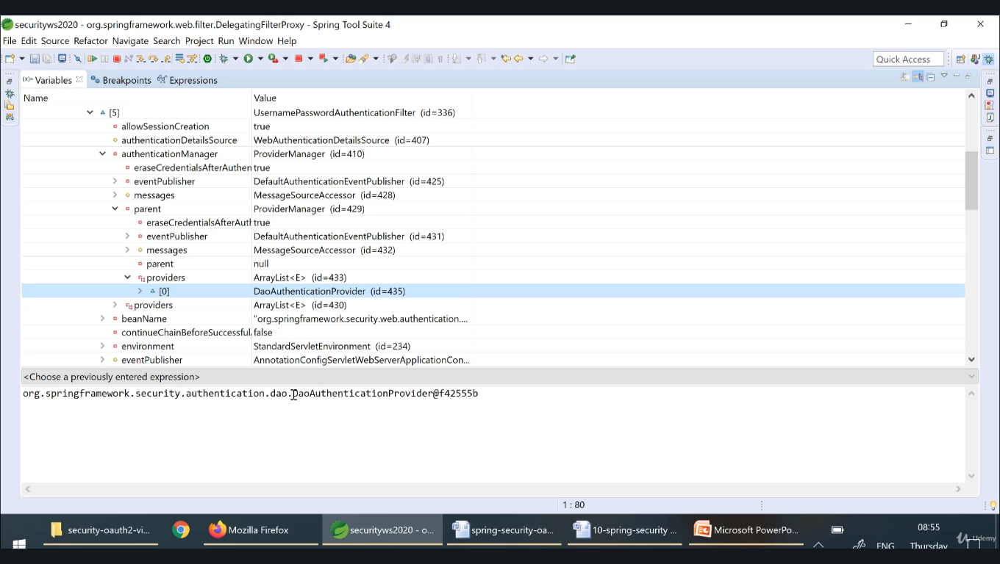 securityws2020 - org.springframework.web.filter.DelegatingFilterProxy - Spring Tool Suite 4
File Edit Source Refactor Navigate Search Project Run Window Help
Quick Access
(x)= Variables Breakpoints Expressions
Name Value
[5] UsernamePasswordAuthenticationFilter (id=336)
allowSessionCreation true
authenticationDetailsSource WebAuthenticationDetailsSource (id=407)
authenticationManager ProviderManager (id=410)
eraseCredentialsAfterAuthen true
eventPublisher DefaultAuthenticationEventPublisher (id=425)
messages MessageSourceAccessor (id=428)
parent ProviderManager (id=429)
eraseCredentialsAfterAuth true
eventPublisher DefaultAuthenticationEventPublisher (id=431)
messages MessageSourceAccessor (id=432)
parent null
providers ArrayList<E> (id=433)
[0] DaoAuthenticationProvider (id=435)
providers ArrayList<E> (id=430)
beanName "org.springframework.security.web.authentication....
continueChainBeforeSuccessful false
environment StandardServletEnvironment (id=234)
eventPublisher AnnotationConfigServletWebServerApplicationCon...
<Choose a previously entered expression>
org.springframework.security.authentication.dao.DaoAuthenticationProvider@f42555b
1 : 80
security-oauth2-vi... Mozilla Firefox securityws2020 - o... spring-security-oa... 10-spring-security ... Microsoft PowerPo... 08:55
ENG Thursday
Udemy